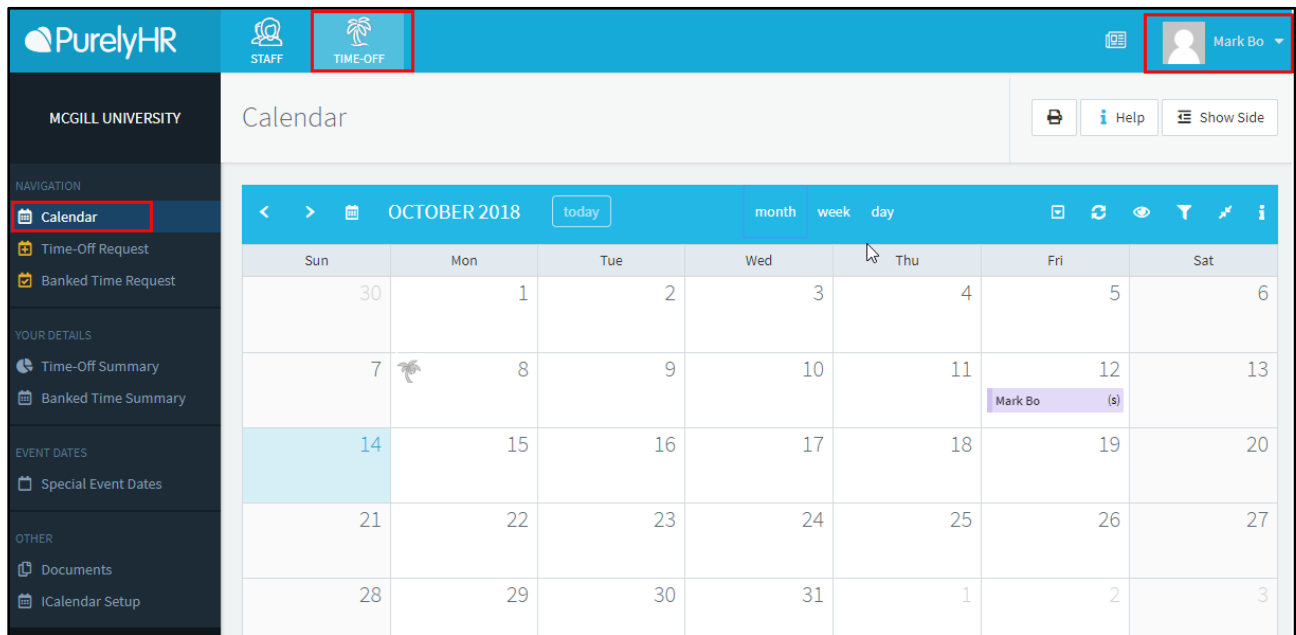 PurelyHR
STAFF
TIME-OFF
Mark Bo
MCGILL UNIVERSITY
Calendar
Help
Show Side
NAVIGATION
Calendar
Time-Off Request
Banked Time Request
YOUR DETAILS
Time-Off Summary
Banked Time Summary
EVENT DATES
Special Event Dates
OTHER
Documents
ICalendar Setup
OCTOBER 2018 today month week day
Sun Mon Tue Wed Thu Fri Sat
30 1 2 3 4 5 6
7 8 9 10 11 12 13
Mark Bo (s)
14 15 16 17 18 19 20
21 22 23 24 25 26 27
28 29 30 31 1 2 3